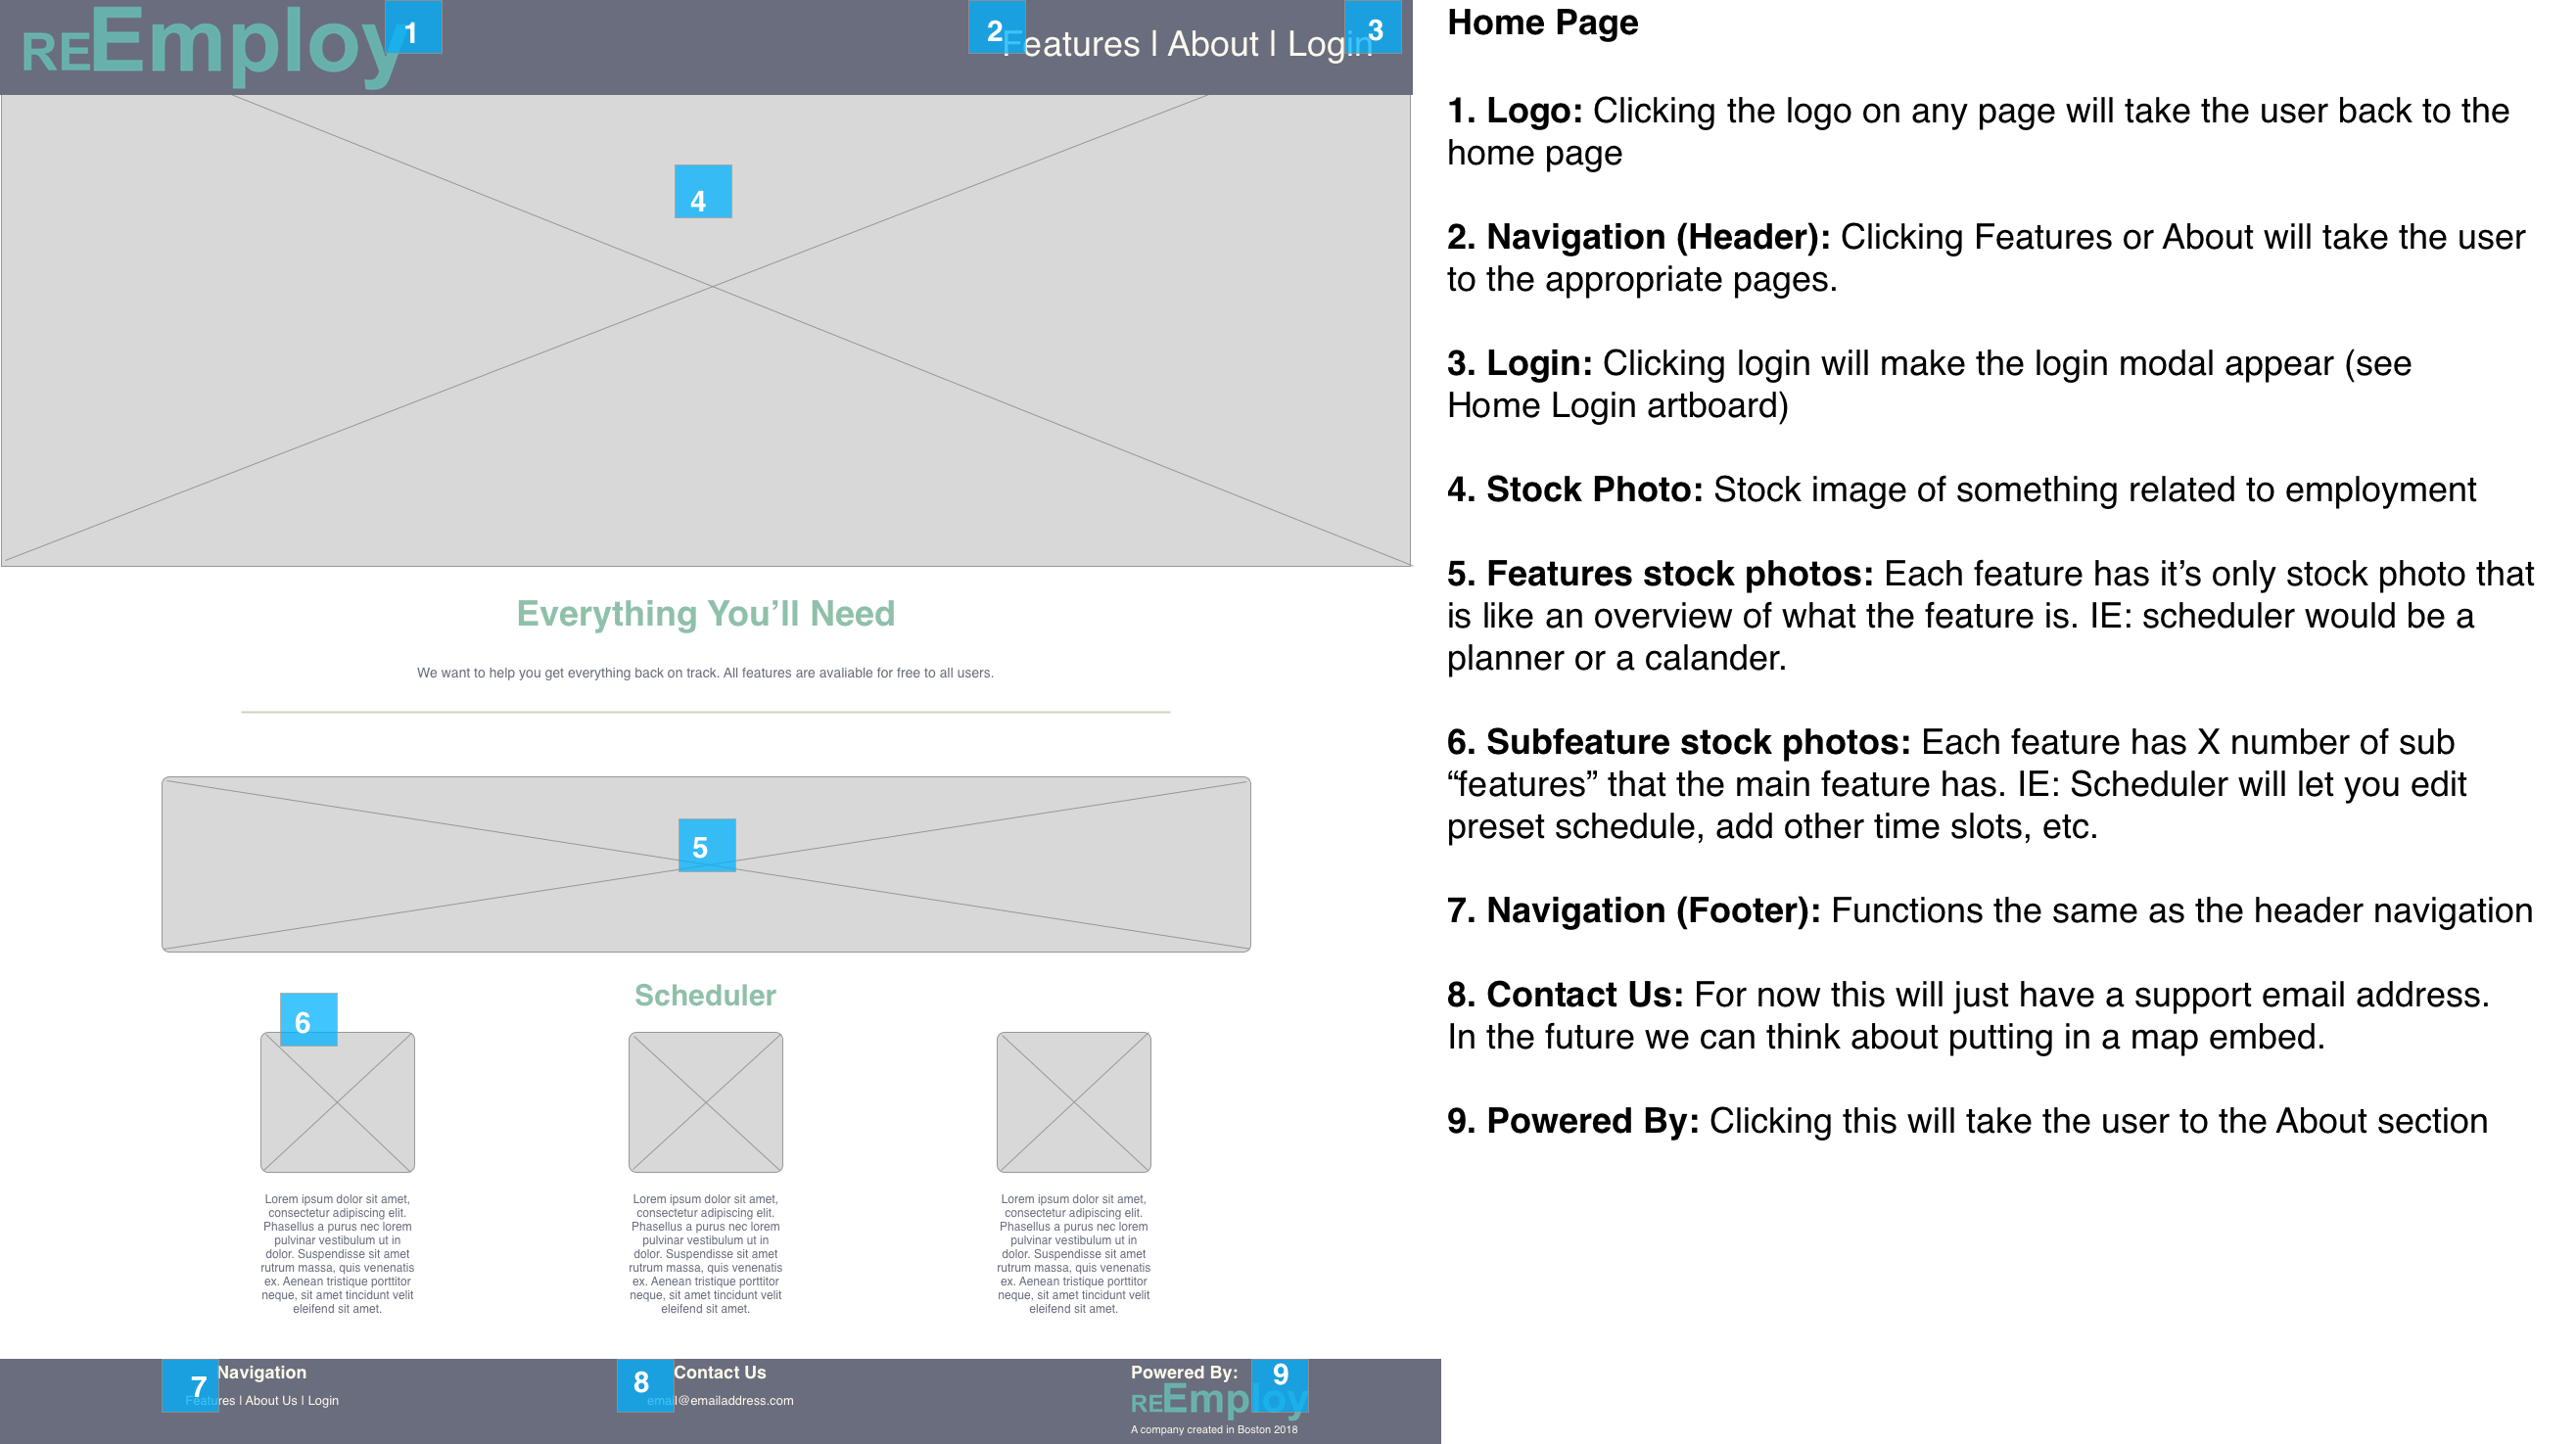 REEmploy
1
2
3
Features | About | Login
4
Everything You’ll Need
We want to help you get everything back on track. All features are avaliable for free to all users.
5
Scheduler
6
Lorem ipsum dolor sit amet,
consectetur adipiscing elit.
Phasellus a purus nec lorem
pulvinar vestibulum ut in
dolor. Suspendisse sit amet
rutrum massa, quis venenatis
ex. Aenean tristique porttitor
neque, sit amet tincidunt velit
eleifend sit amet.
Lorem ipsum dolor sit amet,
consectetur adipiscing elit.
Phasellus a purus nec lorem
pulvinar vestibulum ut in
dolor. Suspendisse sit amet
rutrum massa, quis venenatis
ex. Aenean tristique porttitor
neque, sit amet tincidunt velit
eleifend sit amet.
Lorem ipsum dolor sit amet,
consectetur adipiscing elit.
Phasellus a purus nec lorem
pulvinar vestibulum ut in
dolor. Suspendisse sit amet
rutrum massa, quis venenatis
ex. Aenean tristique porttitor
neque, sit amet tincidunt velit
eleifend sit amet.
7
Navigation
Features | About Us | Login
8
Contact Us
email@emailaddress.com
Powered By:
9
REEmploy
A company created in Boston 2018
Home Page
1. Logo: Clicking the logo on any page will take the user back to the
home page
2. Navigation (Header): Clicking Features or About will take the user
to the appropriate pages.
3. Login: Clicking login will make the login modal appear (see
Home Login artboard)
4. Stock Photo: Stock image of something related to employment
5. Features stock photos: Each feature has it’s only stock photo that
is like an overview of what the feature is. IE: scheduler would be a
planner or a calander.
6. Subfeature stock photos: Each feature has X number of sub
“features” that the main feature has. IE: Scheduler will let you edit
preset schedule, add other time slots, etc.
7. Navigation (Footer): Functions the same as the header navigation
8. Contact Us: For now this will just have a support email address.
In the future we can think about putting in a map embed.
9. Powered By: Clicking this will take the user to the About section